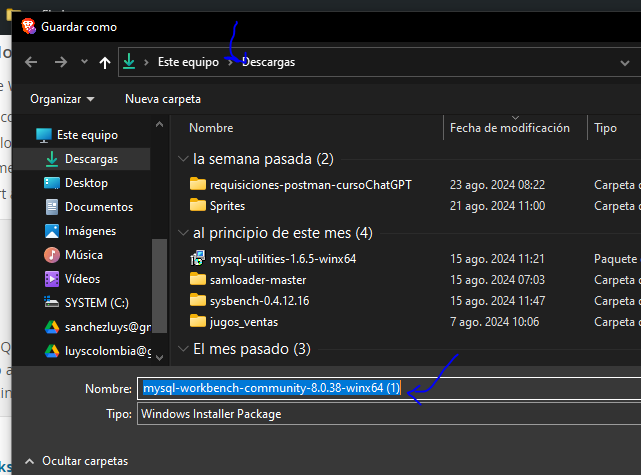 Guardar como
Este equipo > Descargas
Organizar
Nueva carpeta
Nombre
Fecha de modificación
Tipo
Este equipo
Descargas
Desktop
Documentos
Imágenes
Música
Vídeos
SYSTEM (C:)
sanchezluys@gm
luyscolombia@g
la semana pasada (2)
requisiciones-postman-cursoChatGPT 23 ago. 2024 08:22 Carpeta d
Sprites 21 ago. 2024 11:00 Carpeta d
al principio de este mes (4)
mysql-utilities-1.6.5-winx64 15 ago. 2024 11:21 Paquete
samloader-master 15 ago. 2024 07:03 Carpeta d
sysbench-0.4.12.16 15 ago. 2024 11:47 Carpeta d
jugos_ventas 7 ago. 2024 10:06 Carpeta d
El mes pasado (3)
Nombre: mysql-workbench-community-8.0.38-winx64 (1)
Tipo: Windows Installer Package
Ocultar carpetas